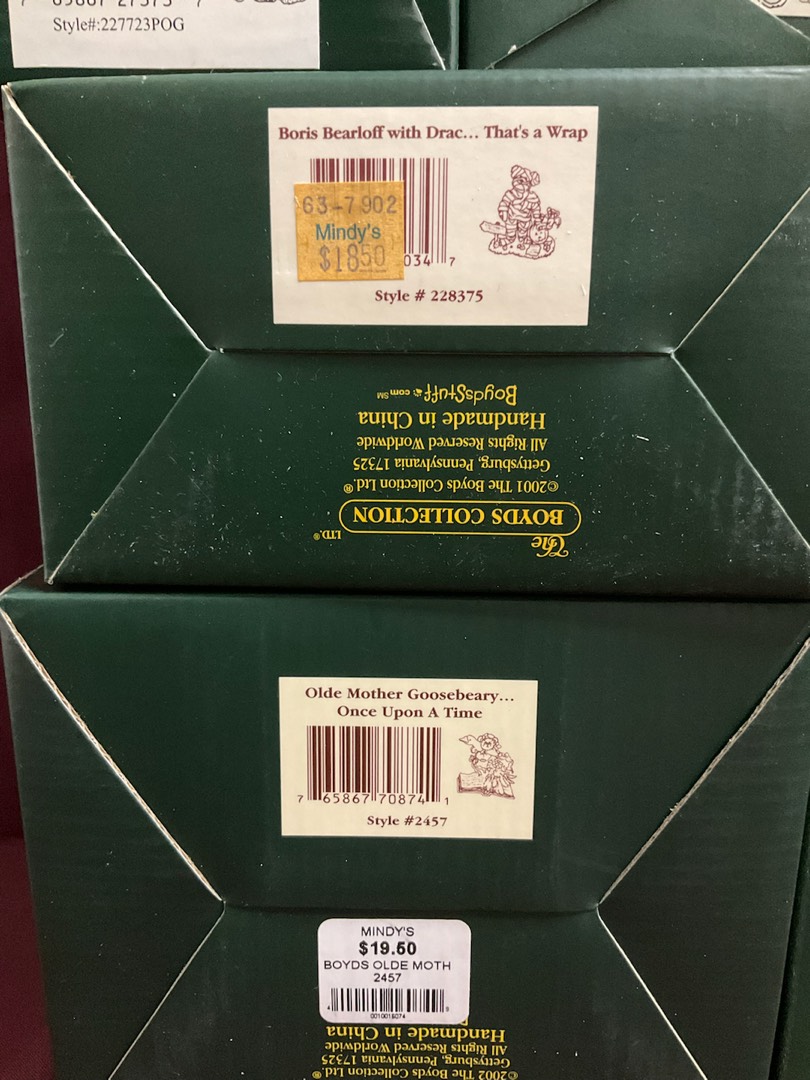 Style#:227723POG
Boris Bearloff with Drac... That's a Wrap
63-7902
Mindy's
$18.50
034 7
Style # 228375
BoydsStuff.com SM
Handmade in China
All Rights Reserved Worldwide
Gettysburg, Pennsylvania 17325
©2001 The Boyds Collection Ltd.®
The
BOYDS COLLECTION
LTD.®
Olde Mother Goosebeary...
Once Upon A Time
7 65867 70874 1
Style #2457
MINDY'S
$19.50
BOYDS OLDE MOTH
2457
Handmade in China
All Rights Reserved Worldwide
Gettysburg, Pennsylvania 17325
©2002 The Boyds Collection Ltd.®